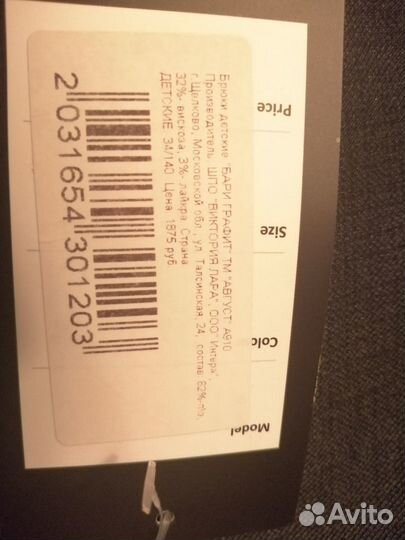 Price
Size
Model
Брюки детские "БАРИ ГРАФИТ" ТМ "АВГУСТ" А910
Производитель ШПО "ВИКТОРИЯ ЛАРА", ООО" Интера",
г. Щелково, Московской обл., ул. Талсинская, 24, состав 62%-п/э,
32%- вискоза, 3%- лайкра, Страна
ДЕТСКИЕ 34/140 Цена 1875 руб
2 031654 301203
Avito